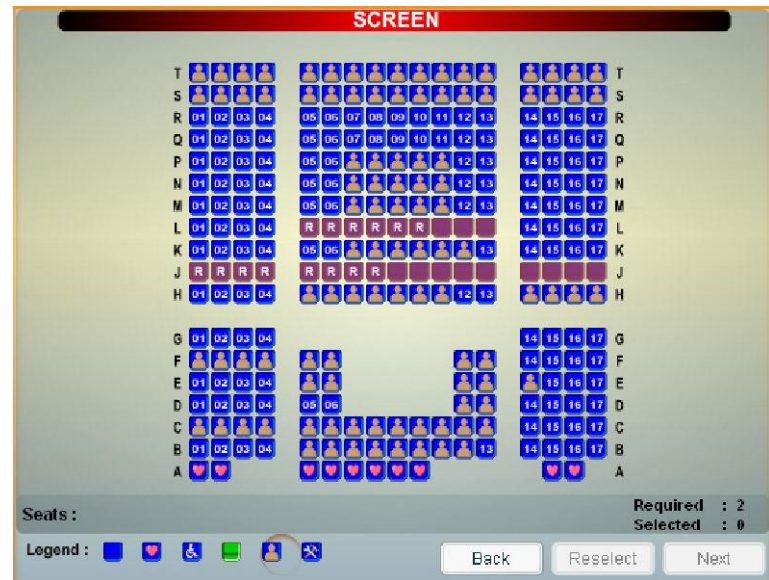 SCREEN
T T
S S
R 01 02 03 04 05 06 07 08 09 10 11 12 13 14 15 16 17 R
Q 01 02 03 04 05 06 07 08 09 10 11 12 13 14 15 16 17 Q
P 01 02 03 04 05 06 12 13 14 15 16 17 P
N 01 02 03 04 05 06 12 13 14 15 16 17 N
M 01 02 03 04 05 06 12 13 14 15 16 17 M
L 01 02 03 04 R R R R R R 14 15 16 17 L
K 01 02 03 04 05 06 13 14 15 16 17 K
J R R R R R R R R J
H 01 02 03 04 12 13 H
G 01 02 03 04 14 15 16 17 G
F 14 15 16 17 F
E 01 02 03 04 15 16 17 E
D 01 02 03 04 05 06 14 15 16 17 D
C 14 15 16 17 C
B 01 02 03 04 13 14 15 16 17 B
A A
Seats :
Required : 2
Selected : 0
Legend :
Back Reselect Next